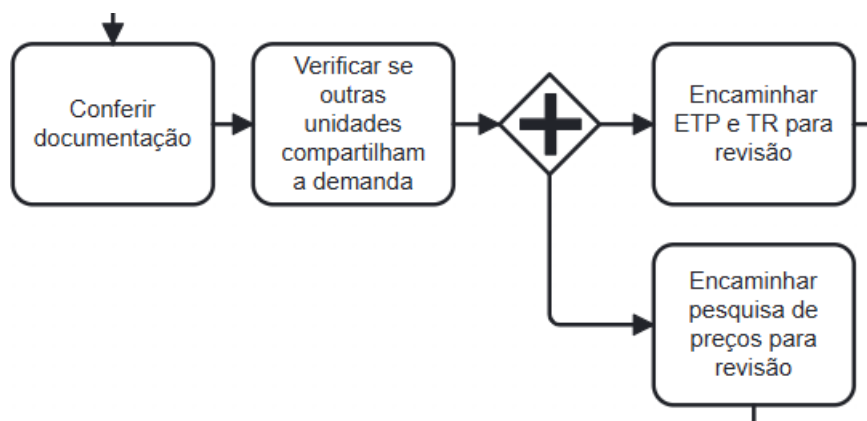 Conferir
documentação
Verificar se
outras
unidades
compartilham
a demanda
Encaminhar
ETP e TR para
revisão
Encaminhar
pesquisa de
preços para
revisão